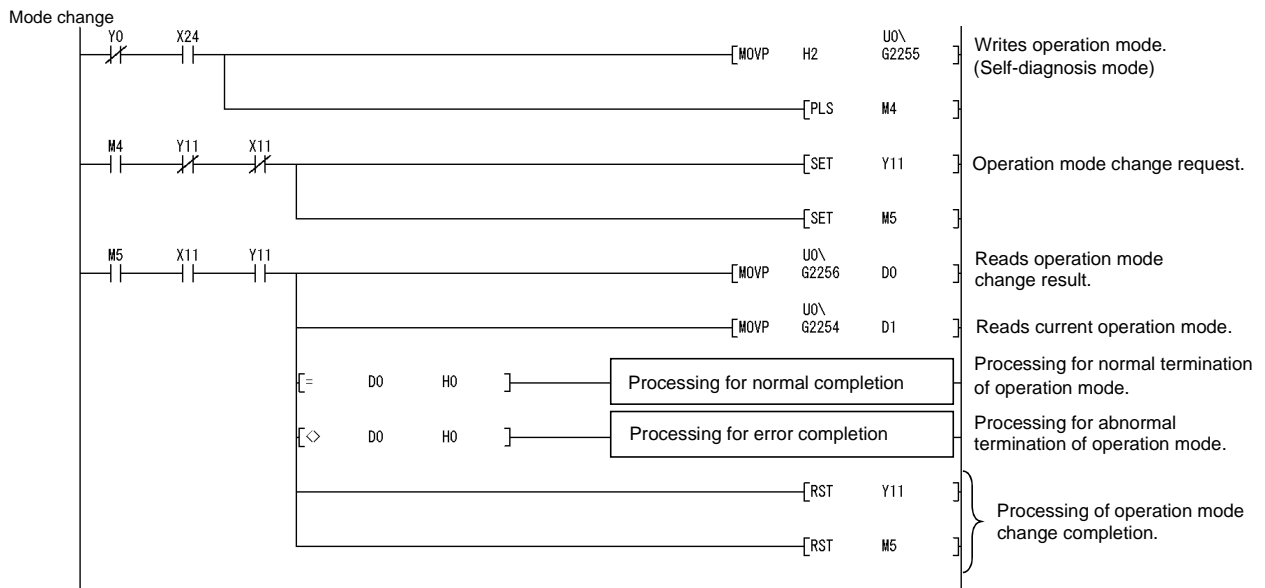 Mode change
Y0 X24
MOVP H2 U0\ G2255
Writes operation mode.
(Self-diagnosis mode)
PLS M4
M4 Y11 X11
SET Y11
Operation mode change request.
SET M5
M5 X11 Y11
MOVP U0\ G2256 D0
Reads operation mode
change result.
MOVP U0\ G2254 D1
Reads current operation mode.
= D0 H0
Processing for normal completion
Processing for normal termination
of operation mode.
<> D0 H0
Processing for error completion
Processing for abnormal
termination of operation mode.
RST Y11
Processing of operation mode
change completion.
RST M5